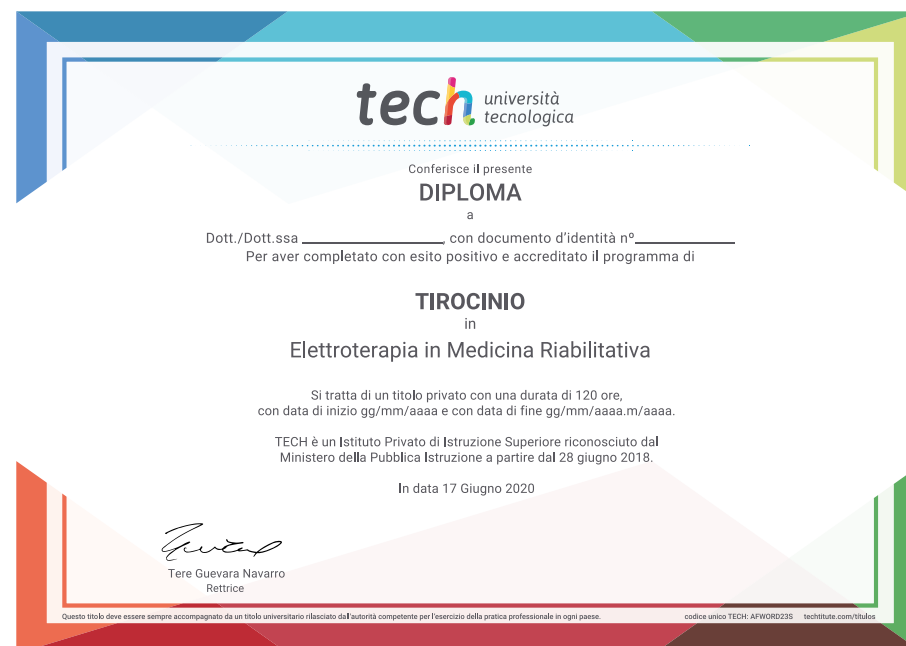 tech università
tecnologica
Conferisce il presente
DIPLOMA
a
Dott./Dott.ssa ____________________, con documento d'identità nº______________
Per aver completato con esito positivo e accreditato il programma di
TIROCINIO
in
Elettroterapia in Medicina Riabilitativa
Si tratta di un titolo privato con una durata di 120 ore,
con data di inizio gg/mm/aaaa e con data di fine gg/mm/aaaa.m/aaaa.
TECH è un Istituto Privato di Istruzione Superiore riconosciuto dal
Ministero della Pubblica Istruzione a partire dal 28 giugno 2018.
In data 17 Giugno 2020
Tere Guevara Navarro
Rettrice
Questo titolo deve essere sempre accompagnato da un titolo universitario rilasciato dall'autorità competente per l'esercizio della pratica professionale in ogni paese. codice unico TECH: AFWORD23S techtitute.com/titulos